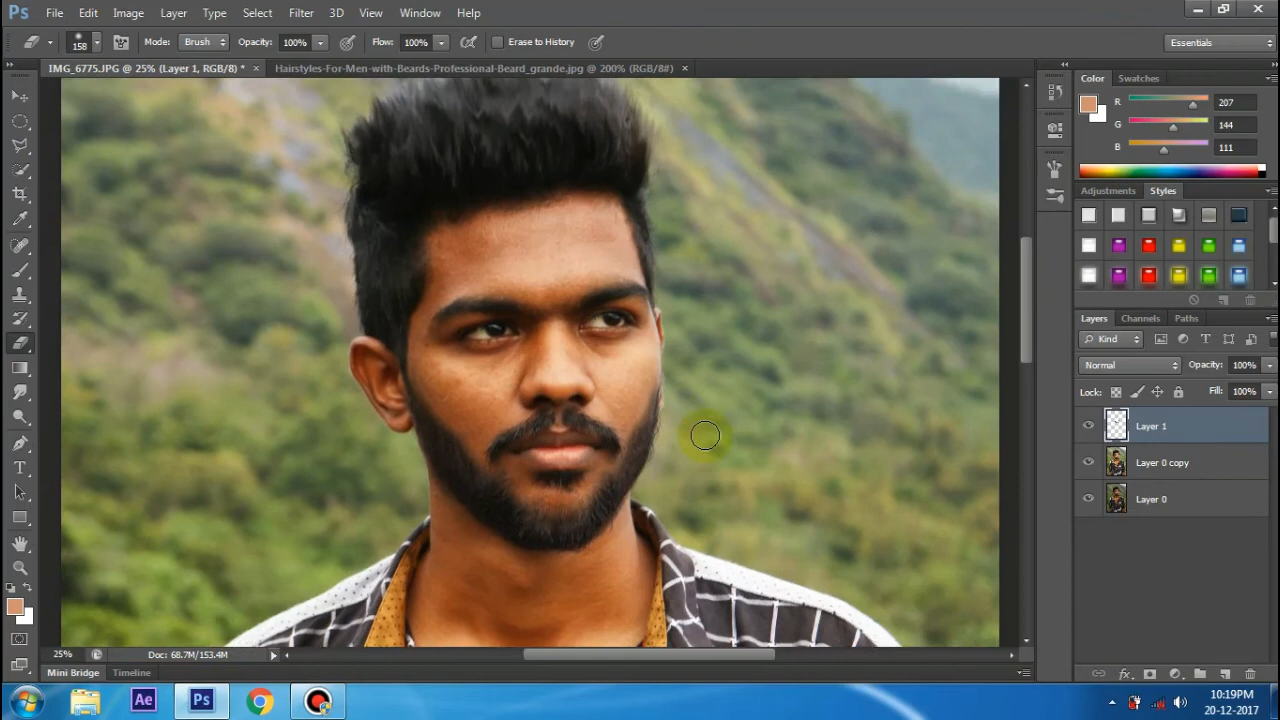 Ps File Edit Image Layer Type Select Filter 3D View Window Help
158 Mode: Brush Opacity: 100% Flow: 100% Erase to History Essentials
IMG_6775.JPG @ 25% (Layer 1, RGB/8) * × Hairstyles-For-Men-with-Beards-Professional-Beard_grande.jpg @ 200% (RGB/8#) ×
Color Swatches
R 207
G 144
B 111
Adjustments Styles
Layers Channels Paths
Kind
Normal Opacity: 100%
Lock: Fill: 100%
Layer 1
Layer 0 copy
Layer 0
25% Doc: 68.7M/153.4M
Mini Bridge Timeline
fx
Ae Ps
10:19PM
20-12-2017